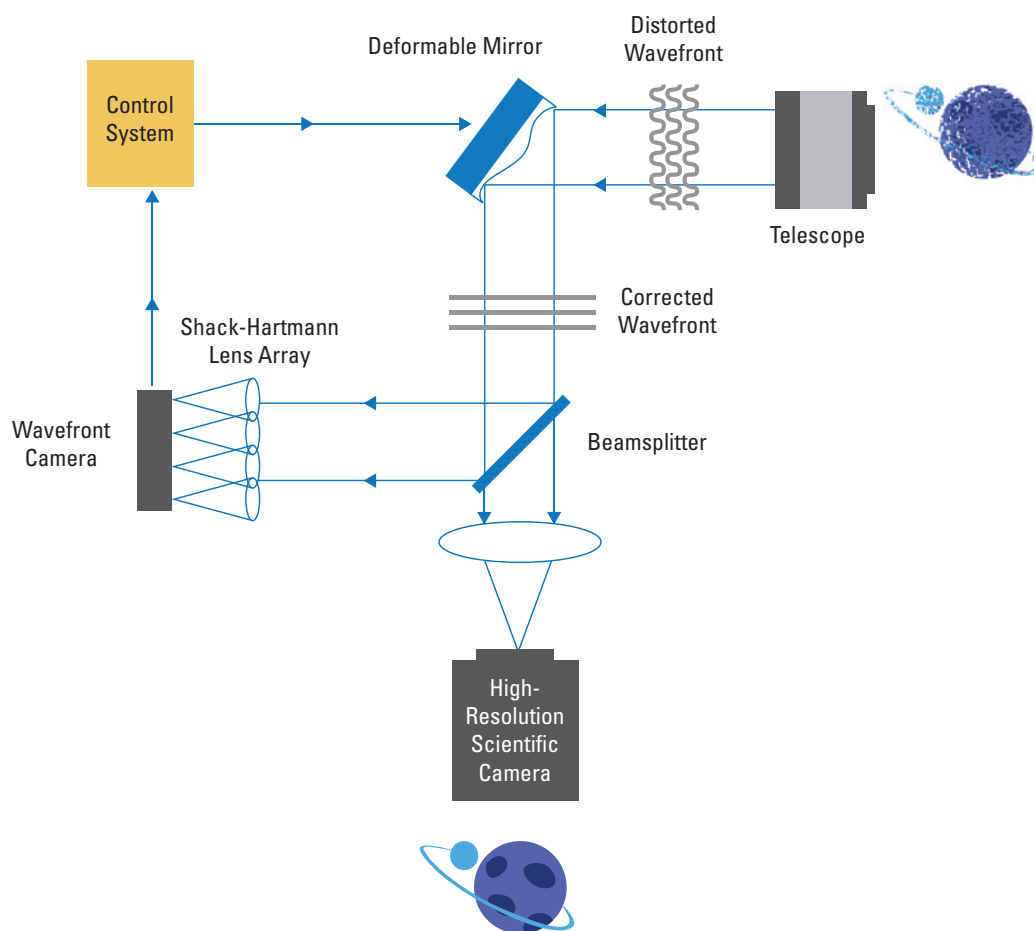 Distorted
Wavefront
Deformable Mirror
Control
System
Telescope
Corrected
Wavefront
Shack-Hartmann
Lens Array
Wavefront
Camera
Beamsplitter
High-
Resolution
Scientific
Camera